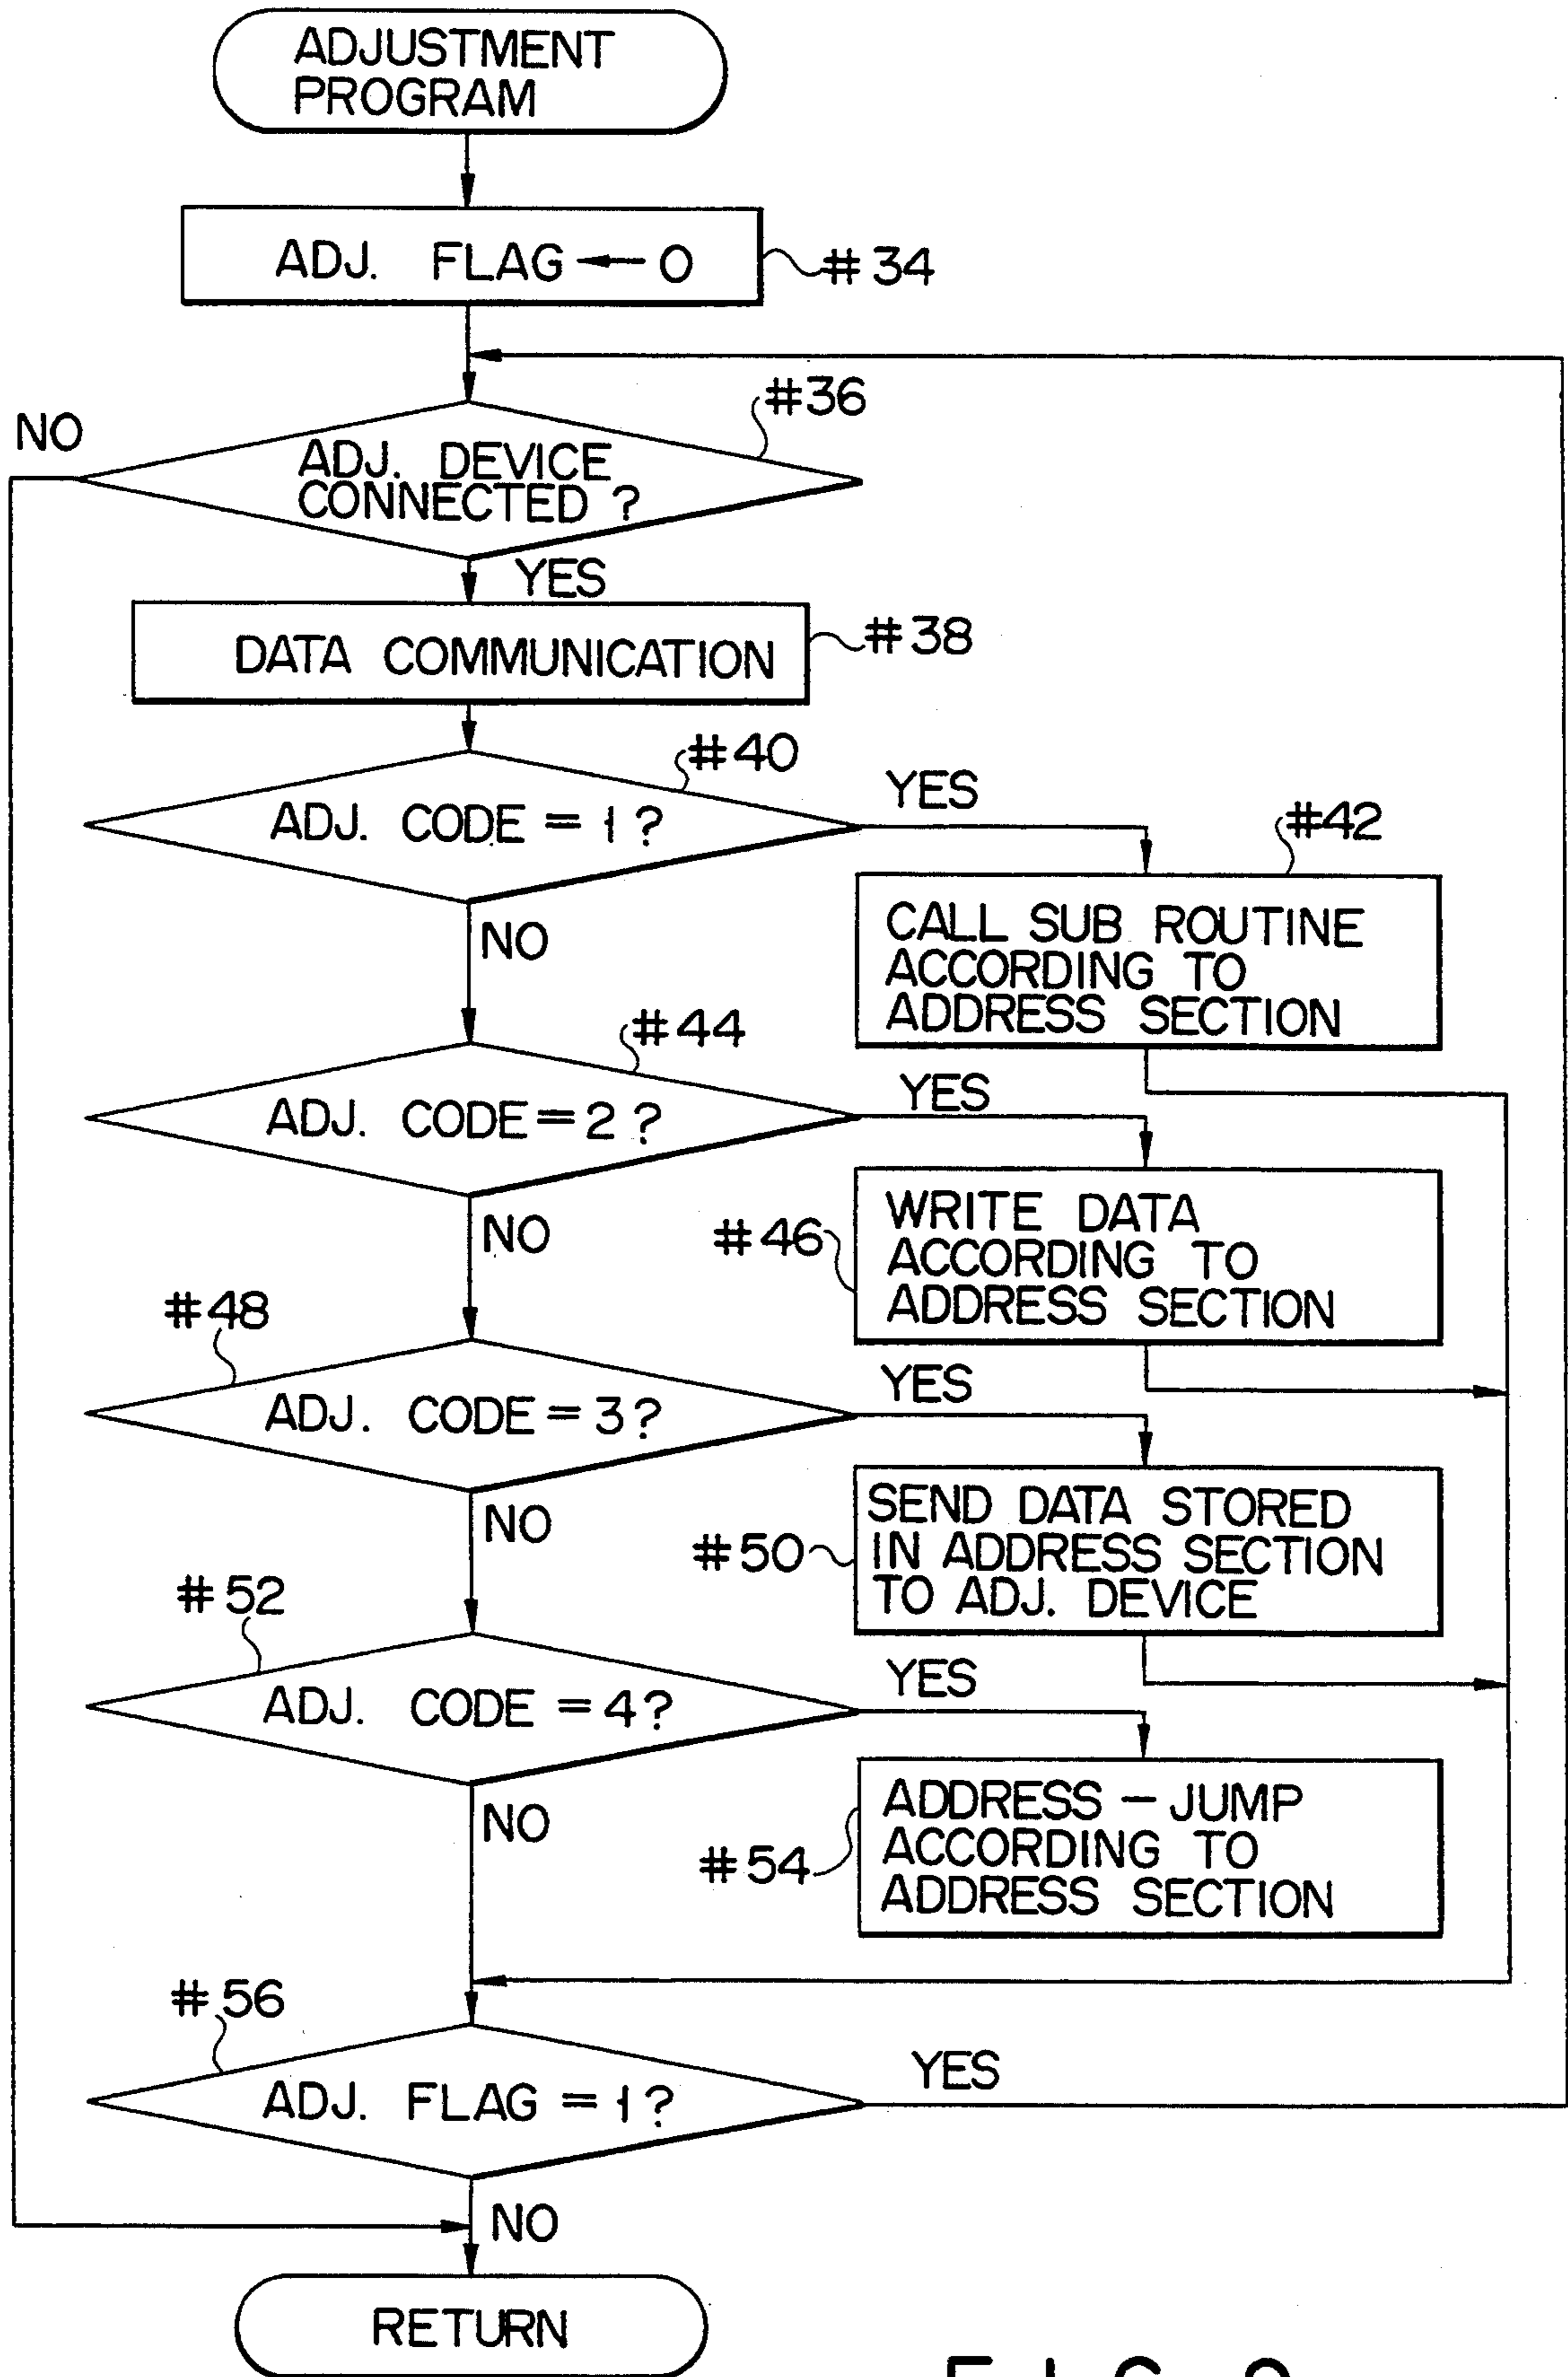 ADJUSTMENT
PROGRAM
ADJ. FLAG ← 0
#34
#36
NO
ADJ. DEVICE
CONNECTED ?
YES
DATA COMMUNICATION
#38
#40
YES
ADJ. CODE = 1 ?
#42
NO
CALL SUB ROUTINE
ACCORDING TO
ADDRESS SECTION
#44
YES
ADJ. CODE = 2 ?
NO
#46
WRITE DATA
ACCORDING TO
ADDRESS SECTION
#48
YES
ADJ. CODE = 3 ?
NO
#50
SEND DATA STORED
IN ADDRESS SECTION
TO ADJ. DEVICE
#52
YES
ADJ. CODE = 4 ?
NO
#54
ADDRESS – JUMP
ACCORDING TO
ADDRESS SECTION
#56
YES
ADJ. FLAG = 1 ?
NO
RETURN